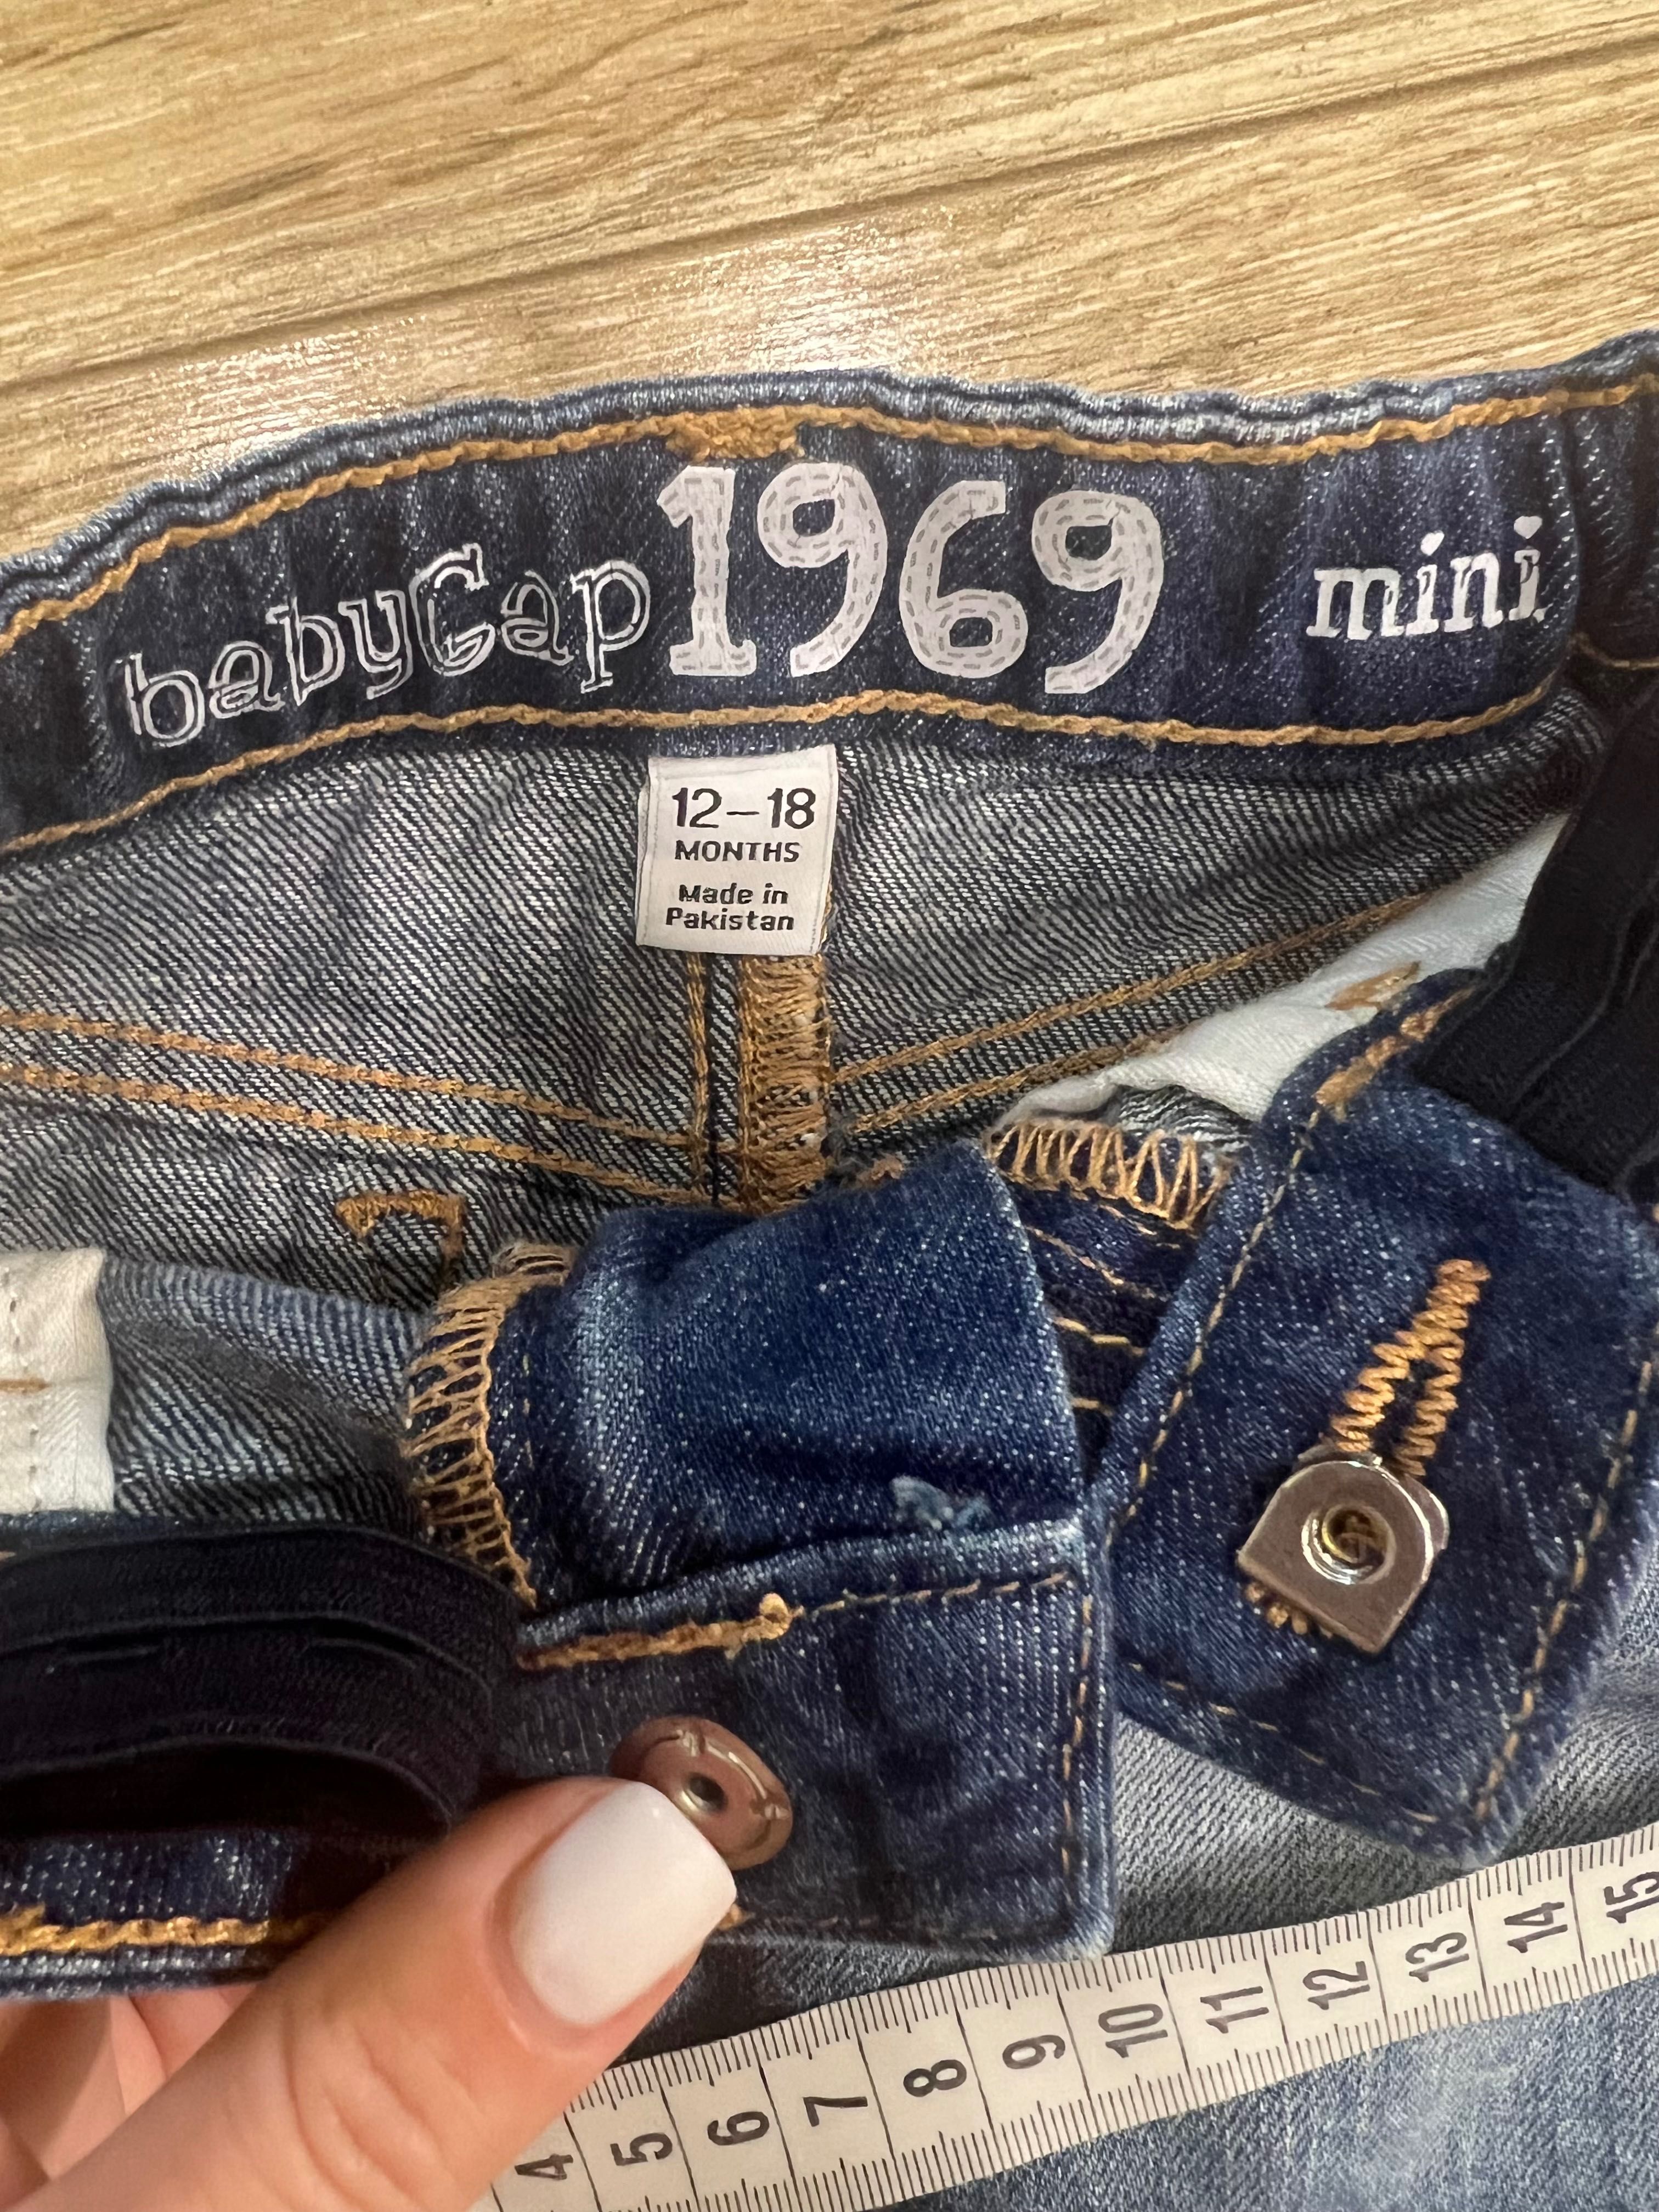 babyGap 1969 mini
12–18
MONTHS
Made in
Pakistan
4 5 6 7 8 9 10 11 12 13 14 15